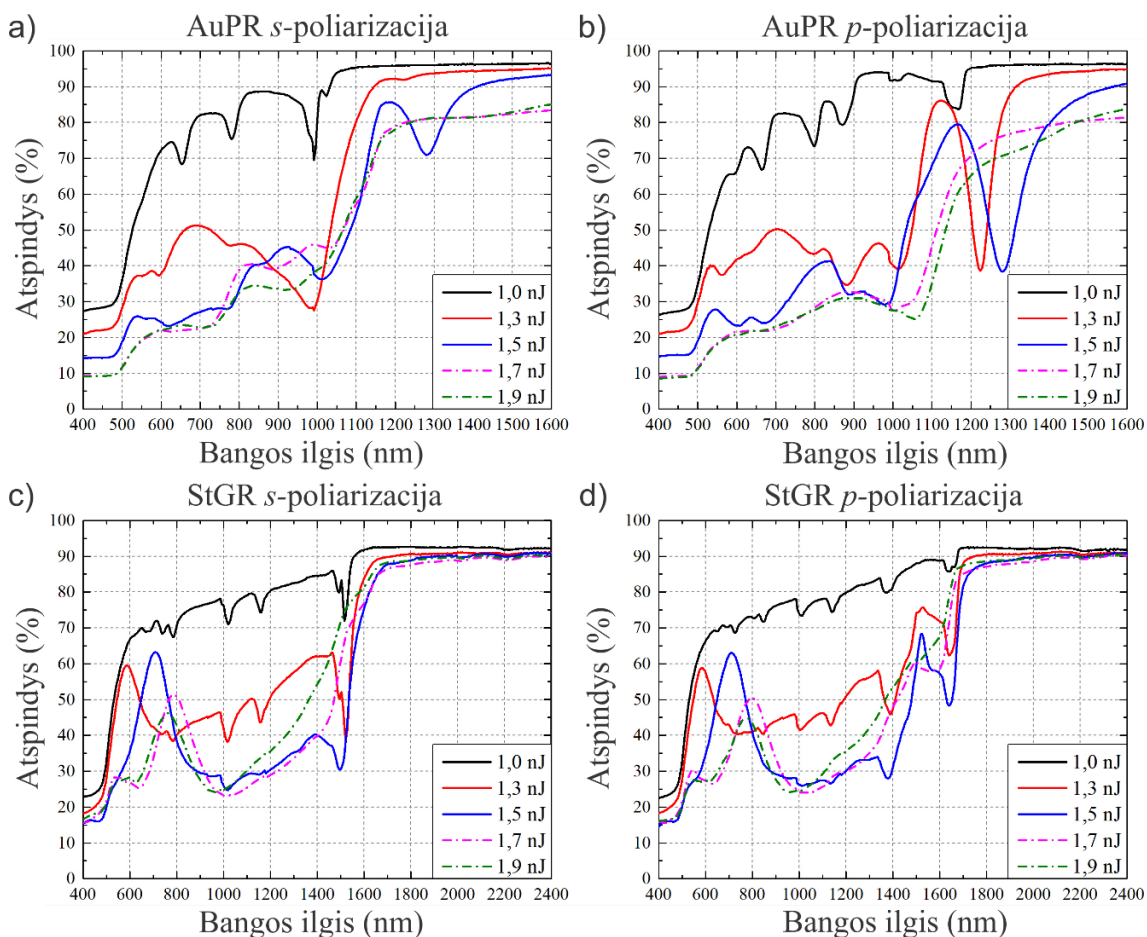 a) AuPR s-poliarizacija
Atspindys (%)
100
90
80
70
60
50
40
30
20
10
0
400 500 600 700 800 900 1000 1100 1200 1300 1400 1500 1600
Bangos ilgis (nm)
1,0 nJ
1,3 nJ
1,5 nJ
1,7 nJ
1,9 nJ
b) AuPR p-poliarizacija
Atspindys (%)
100
90
80
70
60
50
40
30
20
10
0
400 500 600 700 800 900 1000 1100 1200 1300 1400 1500 1600
Bangos ilgis (nm)
1,0 nJ
1,3 nJ
1,5 nJ
1,7 nJ
1,9 nJ
c) StGR s-poliarizacija
Atspindys (%)
100
90
80
70
60
50
40
30
20
10
0
400 600 800 1000 1200 1400 1600 1800 2000 2200 2400
Bangos ilgis (nm)
1,0 nJ
1,3 nJ
1,5 nJ
1,7 nJ
1,9 nJ
d) StGR p-poliarizacija
Atspindys (%)
100
90
80
70
60
50
40
30
20
10
0
400 600 800 1000 1200 1400 1600 1800 2000 2200 2400
Bangos ilgis (nm)
1,0 nJ
1,3 nJ
1,5 nJ
1,7 nJ
1,9 nJ